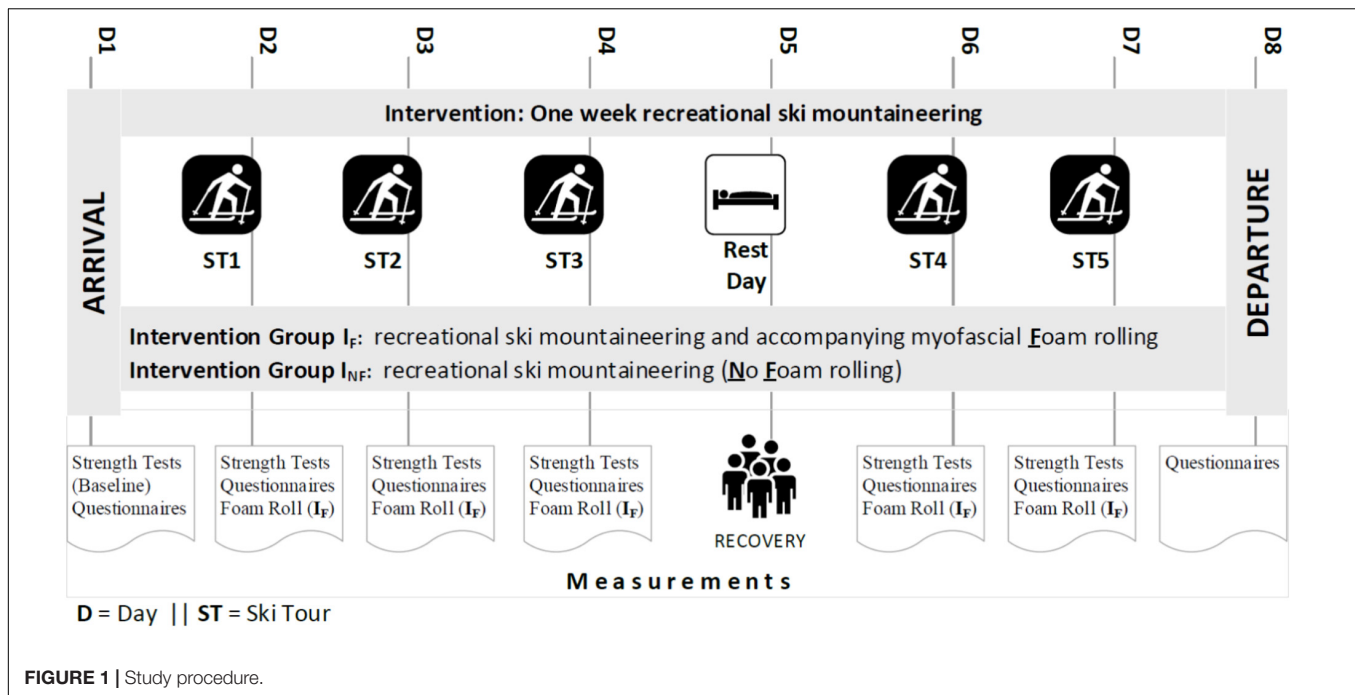 D1
D2
D3
D4
D5
D6
D7
D8
ARRIVAL
Intervention: One week recreational ski mountaineering
DEPARTURE
ST1
ST2
ST3
Rest
Day
ST4
ST5
Intervention Group IF: recreational ski mountaineering and accompanying myofascial Foam rolling
Intervention Group INF: recreational ski mountaineering (No Foam rolling)
Strength Tests
(Baseline)
Questionnaires
Strength Tests
Questionnaires
Foam Roll (IF)
Strength Tests
Questionnaires
Foam Roll (IF)
Strength Tests
Questionnaires
Foam Roll (IF)
RECOVERY
Strength Tests
Questionnaires
Foam Roll (IF)
Strength Tests
Questionnaires
Foam Roll (IF)
Questionnaires
Measurements
D = Day || ST = Ski Tour
FIGURE 1 | Study procedure.